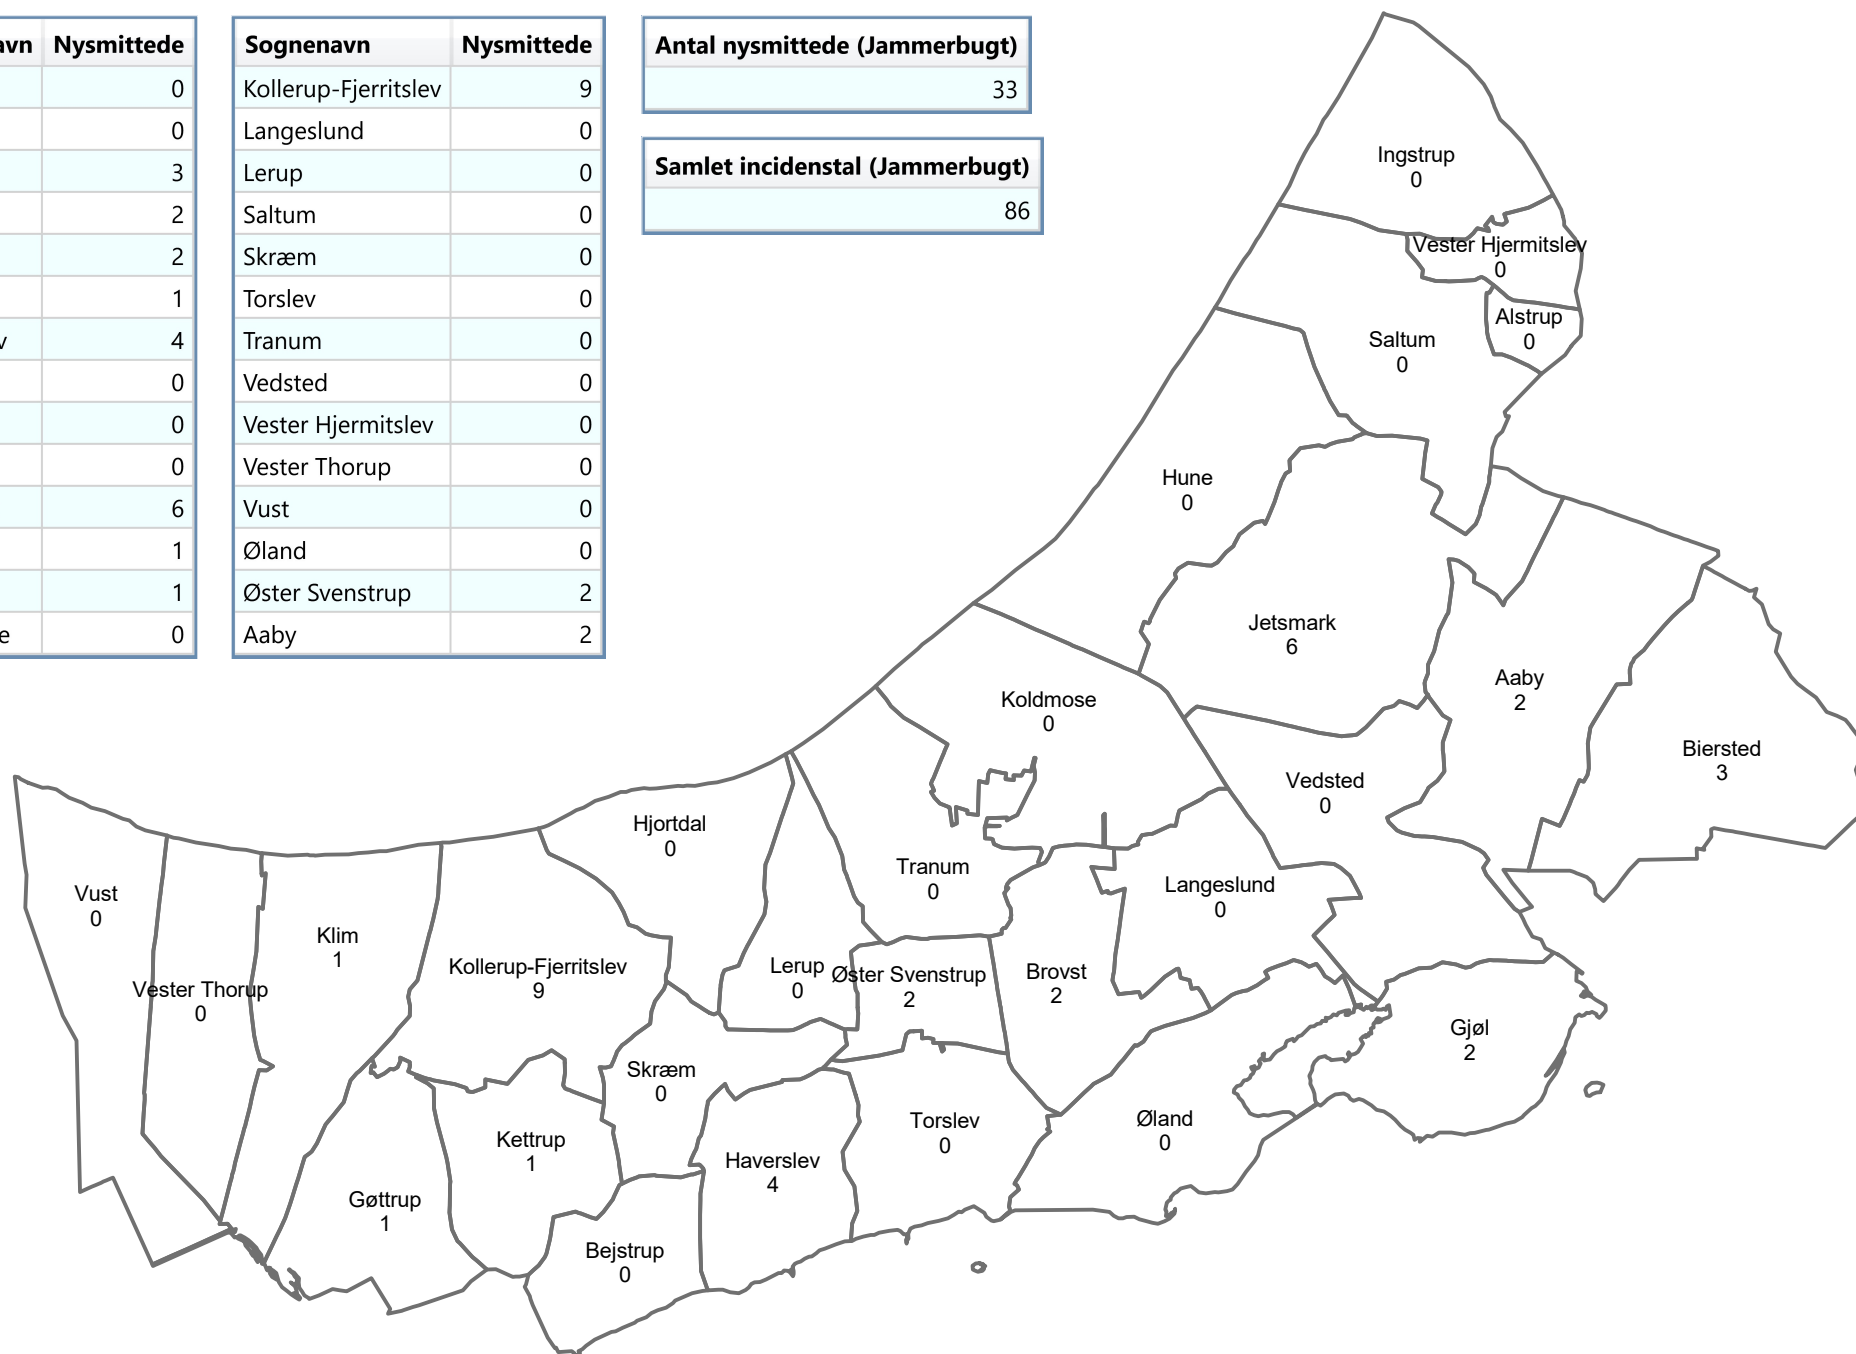 avn Nysmittede
0
0
3
2
2
1
v 4
0
0
0
6
1
1
e 0
Sognenavn Nysmittede
Kollerup-Fjerritslev 9
Langeslund 0
Lerup 0
Saltum 0
Skræm 0
Torslev 0
Tranum 0
Vedsted 0
Vester Hjermitslev 0
Vester Thorup 0
Vust 0
Øland 0
Øster Svenstrup 2
Aaby 2
Antal nysmittede (Jammerbugt)
33
Samlet incidenstal (Jammerbugt)
86
Ingstrup
0
Vester Hjermitslev
0
Alstrup
0
Saltum
0
Hune
0
Jetsmark
6
Aaby
2
Biersted
3
Koldmose
0
Vedsted
0
Hjortdal
0
Tranum
0
Langeslund
0
Vust
0
Klim
1
Vester Thorup
0
Kollerup-Fjerritslev
9
Lerup
0
Øster Svenstrup
2
Brovst
2
Gjøl
2
Skræm
0
Torslev
0
Øland
0
Kettrup
1
Haverslev
4
Gøttrup
1
Bejstrup
0